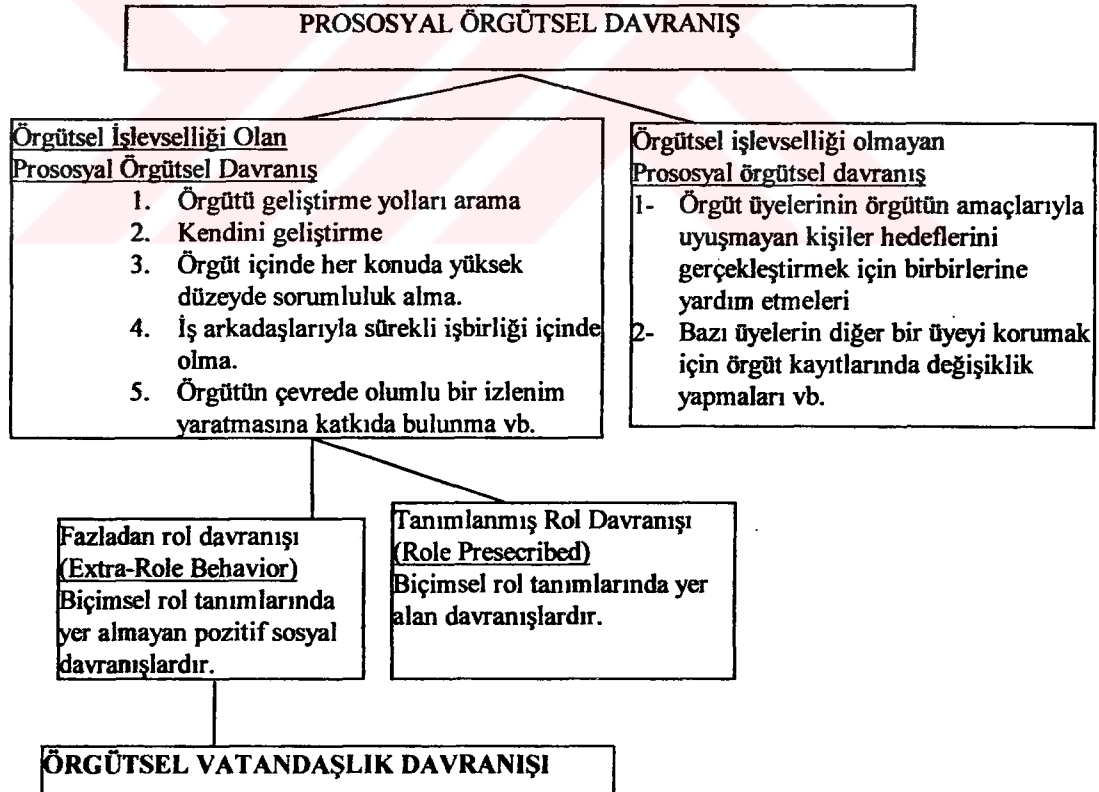 PROSOSYAL ÖRGÜTSEL DAVRANIŞ
Örgütsel İşlevselliği Olan
Prososyal Örgütsel Davranış
1. Örgütü geliştirme yolları arama
2. Kendini geliştirme
3. Örgüt içinde her konuda yüksek
düzeyde sorumluluk alma.
4. İş arkadaşlarıyla sürekli işbirliği içinde
olma.
5. Örgütün çevrede olumlu bir izlenim
yaratmasına katkıda bulunma vb.
Örgütsel işlevselliği olmayan
Prososyal örgütsel davranış
1- Örgüt üyelerinin örgütün amaçlarıyla
uyuşmayan kişiler hedeflerini
gerçekleştirmek için birbirlerine
yardım etmeleri
2- Bazı üyelerin diğer bir üyeyi korumak
için örgüt kayıtlarında değişiklik
yapmaları vb.
Fazladan rol davranışı
(Extra-Role Behavior)
Biçimsel rol tanımlarında
yer almayan pozitif sosyal
davranışlardır.
Tanımlanmış Rol Davranışı
(Role Presecribed)
Biçimsel rol tanımlarında yer
alan davranışlardır.
ÖRGÜTSEL VATANDAŞLIK DAVRANIŞI